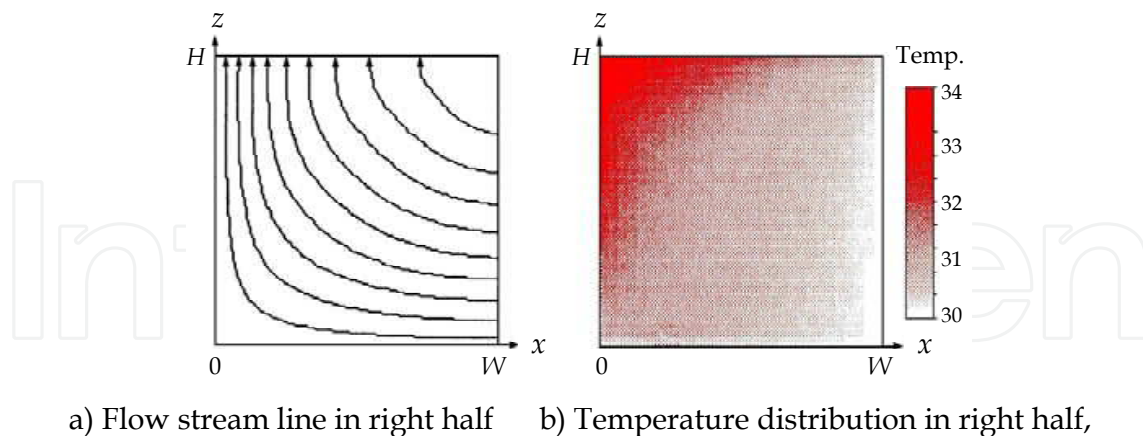 z
H
0
W
x
z
H
0
W
x
Temp.
34
33
32
31
30
a) Flow stream line in right half
b) Temperature distribution in right half,